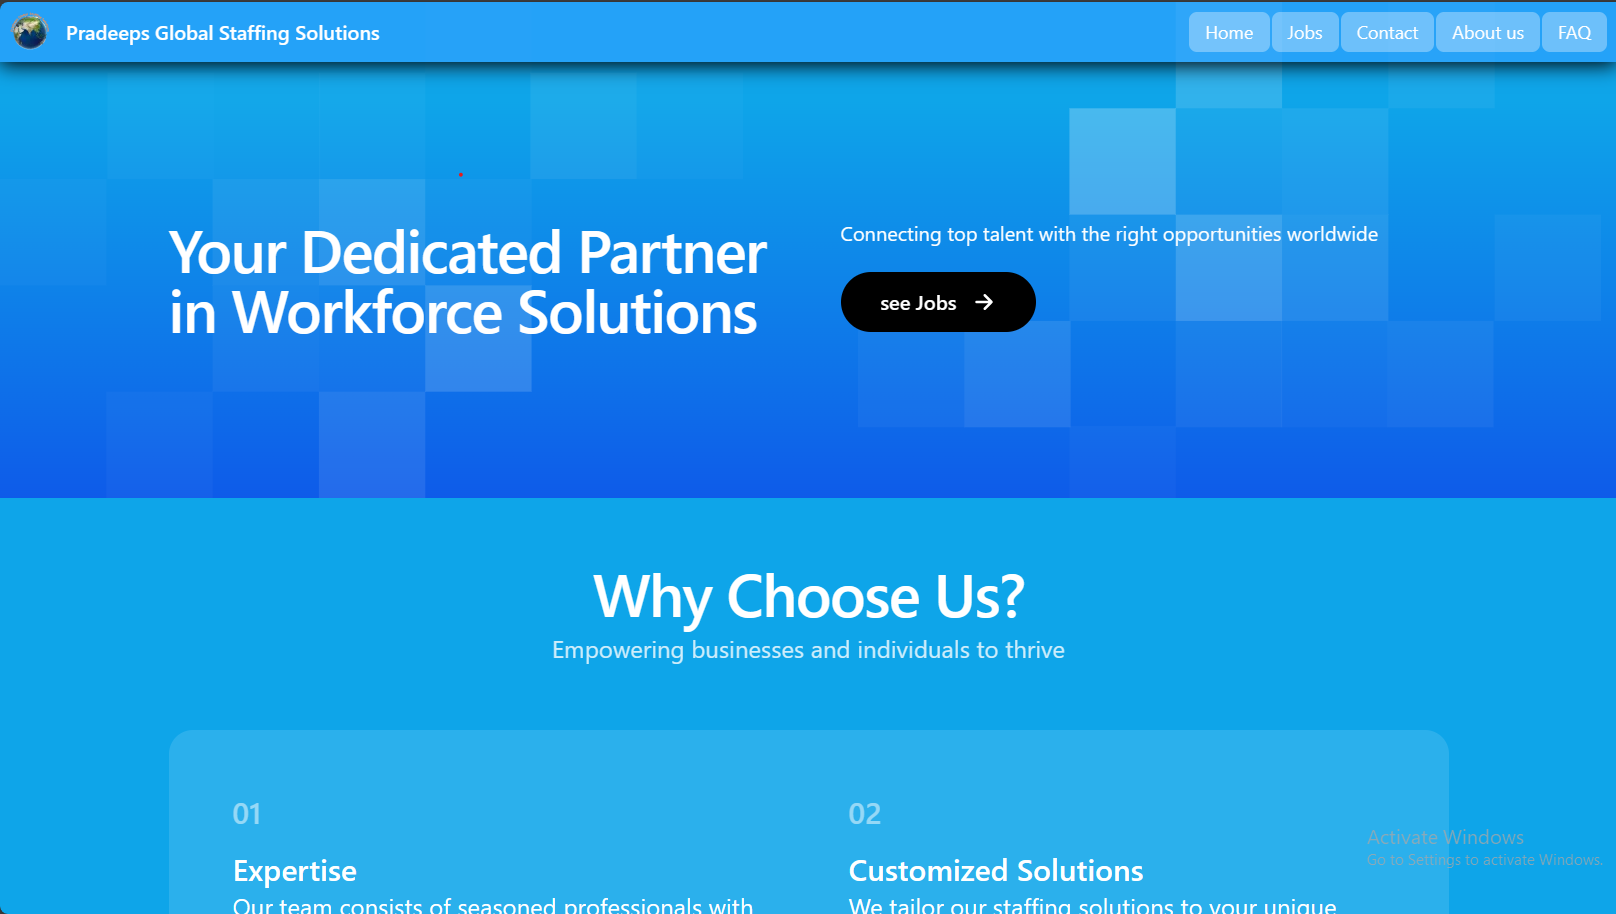 Pradeeps Global Staffing Solutions
Home Jobs Contact About us FAQ
Your Dedicated Partner
in Workforce Solutions
Connecting top talent with the right opportunities worldwide
see Jobs
Why Choose Us?
Empowering businesses and individuals to thrive
01
Expertise
Our team consists of seasoned professionals with
02
Customized Solutions
We tailor our staffing solutions to your unique
Activate Windows
Go to Settings to activate Windows.